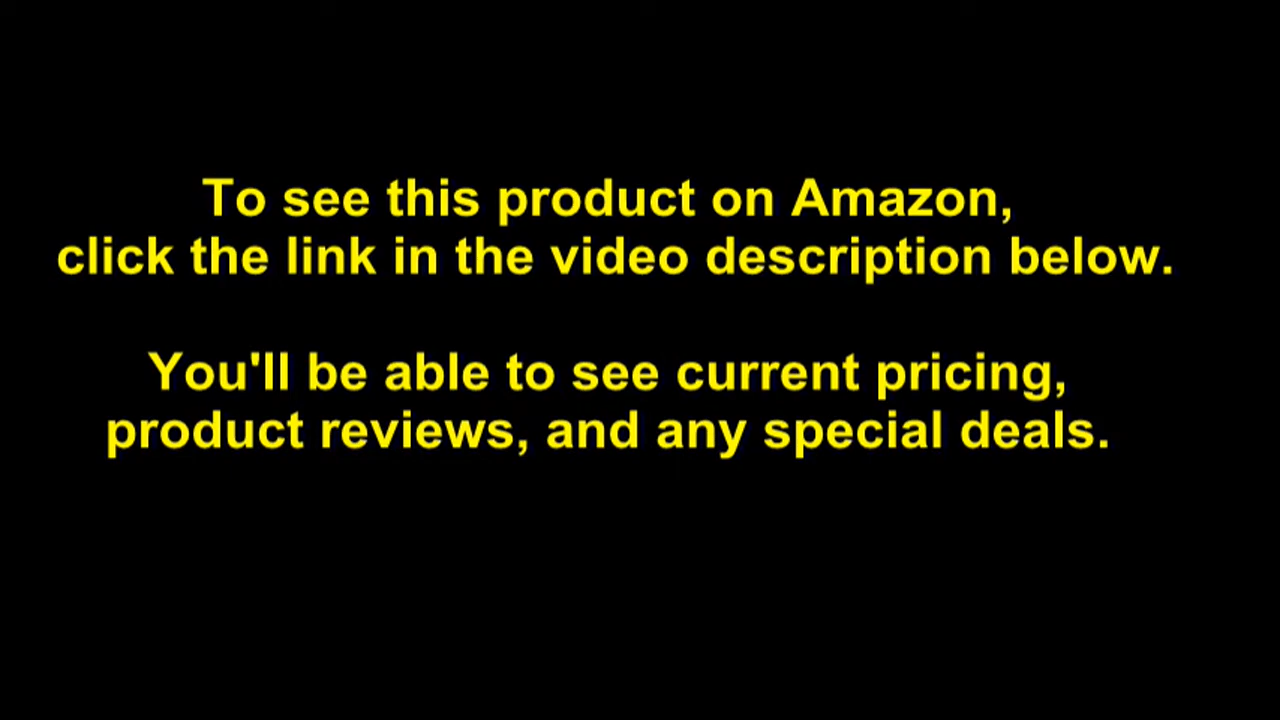 To see this product on Amazon,
click the link in the video description below.
You'll be able to see current pricing,
product reviews, and any special deals.